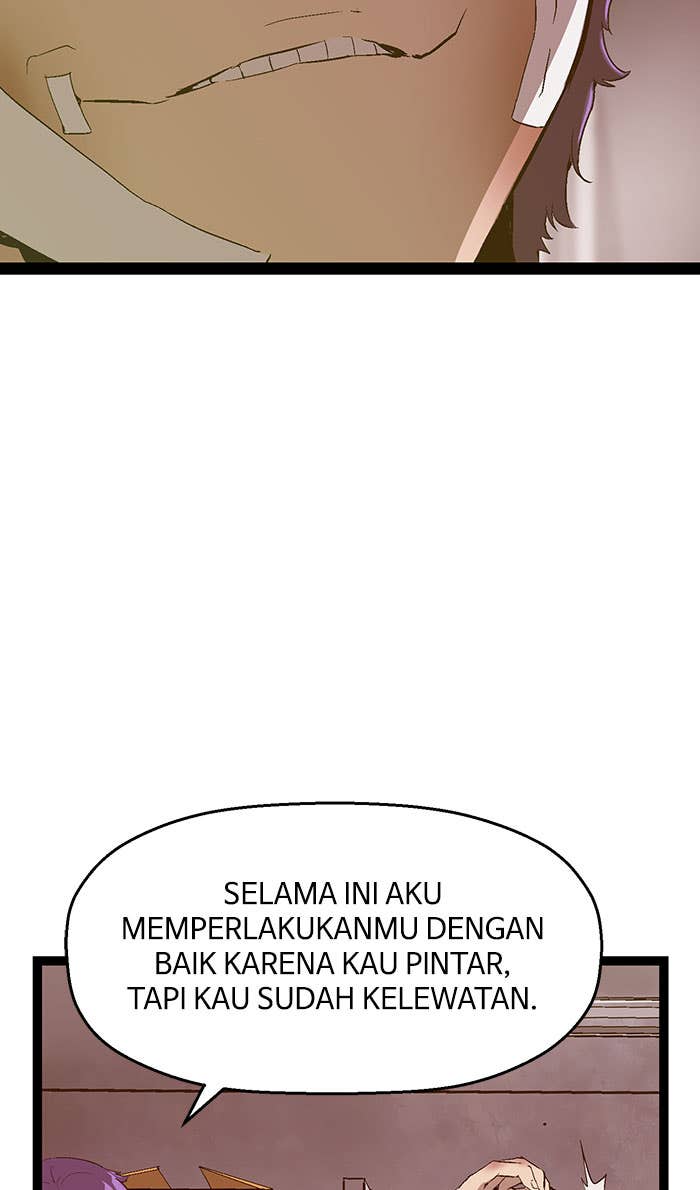 SELAMA INI AKU
MEMPERLAKUKANMU DENGAN
BAIK KARENA KAU PINTAR,
TAPI KAU SUDAH KELEWATAN.